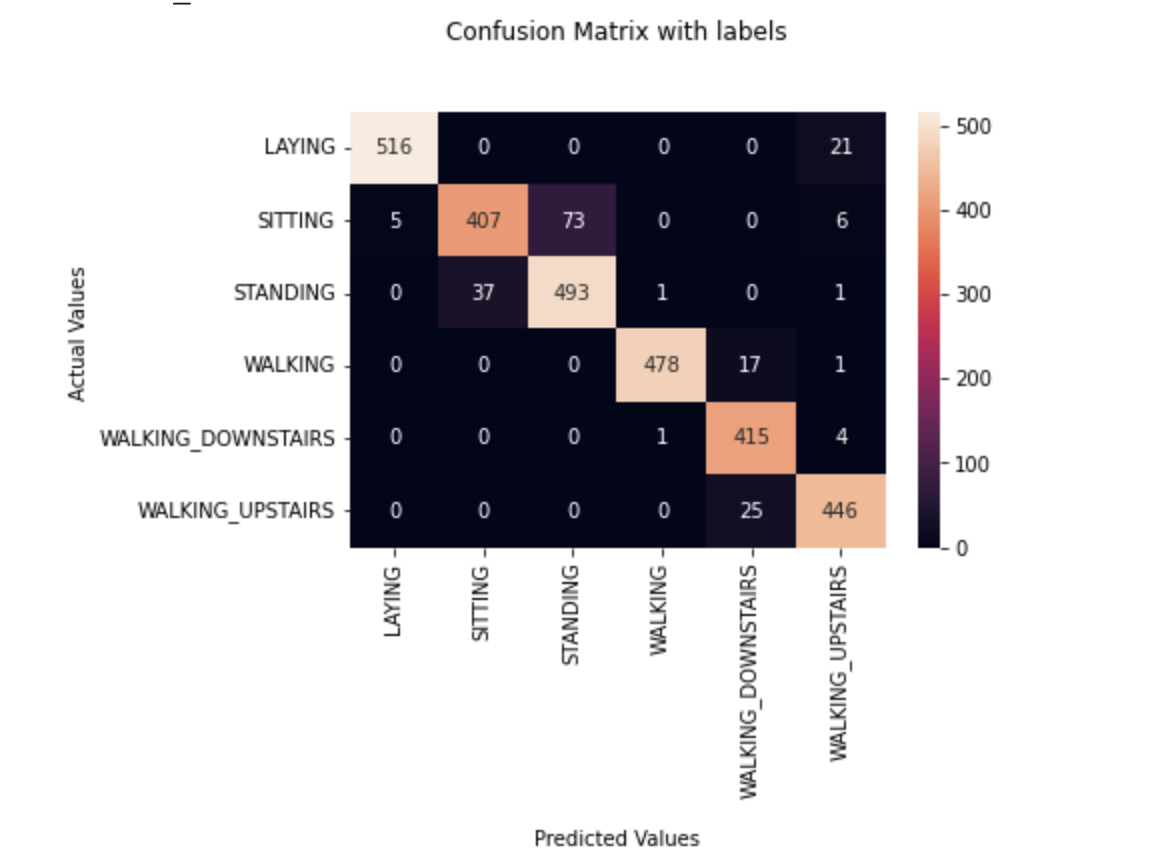 Confusion Matrix with labels
Actual Values
LAYING 516 0 0 0 0 21
SITTING 5 407 73 0 0 6
STANDING 0 37 493 1 0 1
WALKING 0 0 0 478 17 1
WALKING_DOWNSTAIRS 0 0 0 1 415 4
WALKING_UPSTAIRS 0 0 0 0 25 446
LAYING
SITTING
STANDING
WALKING
WALKING_DOWNSTAIRS
WALKING_UPSTAIRS
Predicted Values
500
400
300
200
100
0